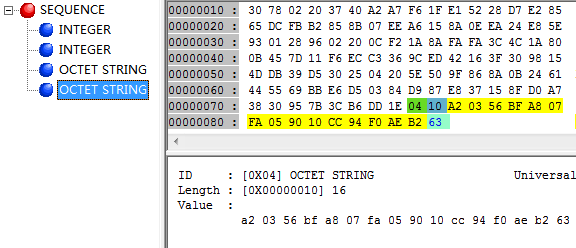 SEQUENCE
INTEGER
INTEGER
OCTET STRING
OCTET STRING
00000010 : 30 78 02 20 37 40 A2 A7 F6 1F E1 52 28 D7 E2 85
00000020 : 65 DC FB B2 85 8B 07 EE A6 15 8A 0E EA 24 E8 5E
00000030 : 93 01 28 96 02 20 0C F2 1A 8A FA FA 3C 4C 1A 80
00000040 : 0B 45 7D 11 F6 EC C3 36 9C ED 42 16 3F 30 98 15
00000050 : 4D DB 39 D5 30 25 04 20 5E 50 9F 86 8A 0B 24 61
00000060 : 44 55 69 BB E6 D5 03 84 D9 87 E8 37 15 8F D0 A7
00000070 : 38 30 95 7B 3C B6 DD 1E 04 10 A2 03 56 BF A8 07
00000080 : FA 05 90 10 CC 94 F0 AE B2 63
ID : [0X04] OCTET STRING Universal
Length : [0X00000010] 16
Value :
a2 03 56 bf a8 07 fa 05 90 10 cc 94 f0 ae b2 63